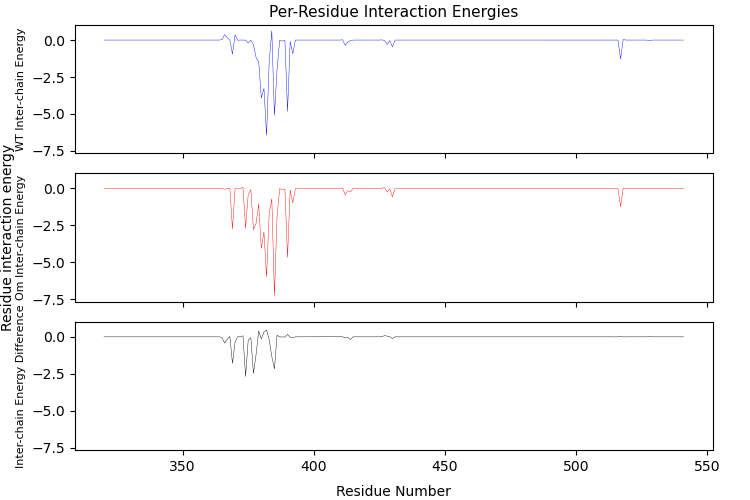 Per-Residue Interaction Energies
Residue interaction energy
WT Inter-chain Energy
0.0
−2.5
−5.0
−7.5
Om Inter-chain Energy
0.0
−2.5
−5.0
−7.5
Inter-chain Energy Difference
0.0
−2.5
−5.0
−7.5
350 400 450 500 550
Residue Number